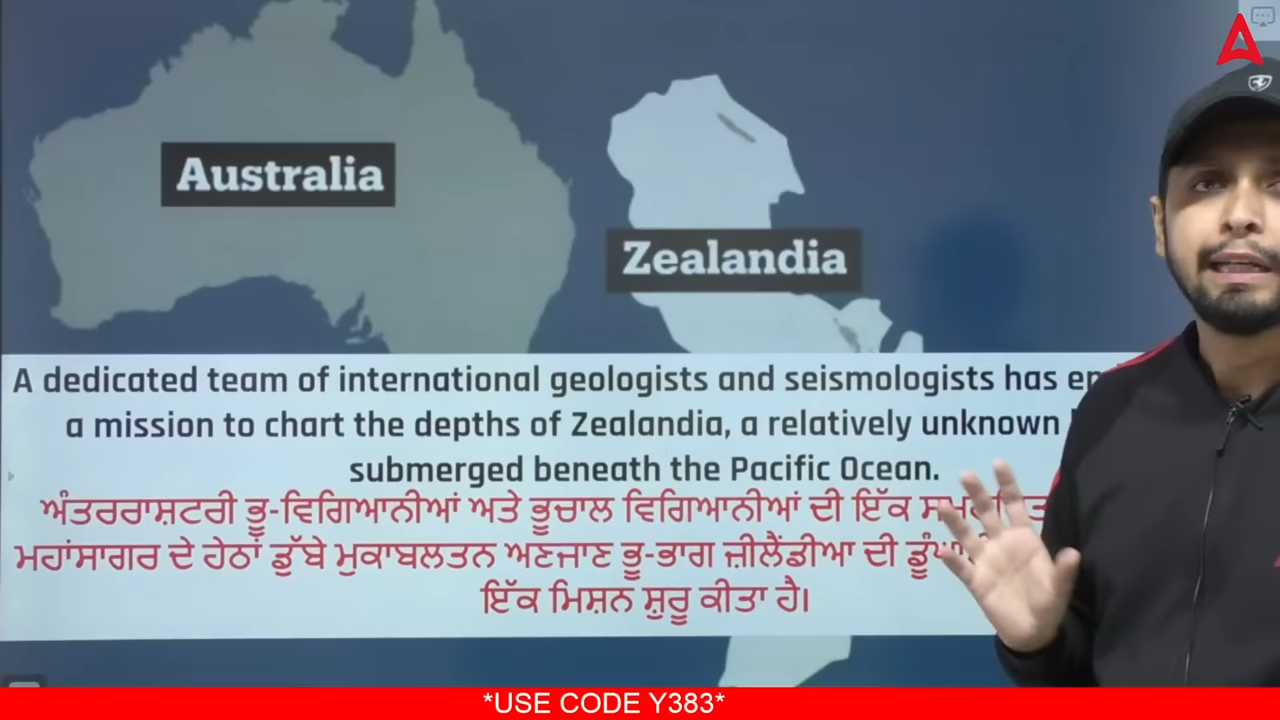 Australia
Zealandia
A dedicated team of international geologists and seismologists has
a mission to chart the depths of Zealandia, a relatively unknown
submerged beneath the Pacific Ocean.
ਅੰਤਰਰਾਸ਼ਟਰੀ ਭੂ-ਵਿਗਿਆਨੀਆਂ ਅਤੇ ਭੂਚਾਲ ਵਿਗਿਆਨੀਆਂ ਦੀ ਇੱਕ
ਮਹਾਂਸਾਗਰ ਦੇ ਹੇਠਾਂ ਡੁੱਬੇ ਮੁਕਾਬਲਤਨ ਅਣਜਾਣ ਭੂ-ਭਾਗ ਜ਼ੀਲੈਂਡੀਆ ਦੀ
ਇੱਕ ਮਿਸ਼ਨ ਸ਼ੁਰੂ ਕੀਤਾ ਹੈ।
*USE CODE Y383*